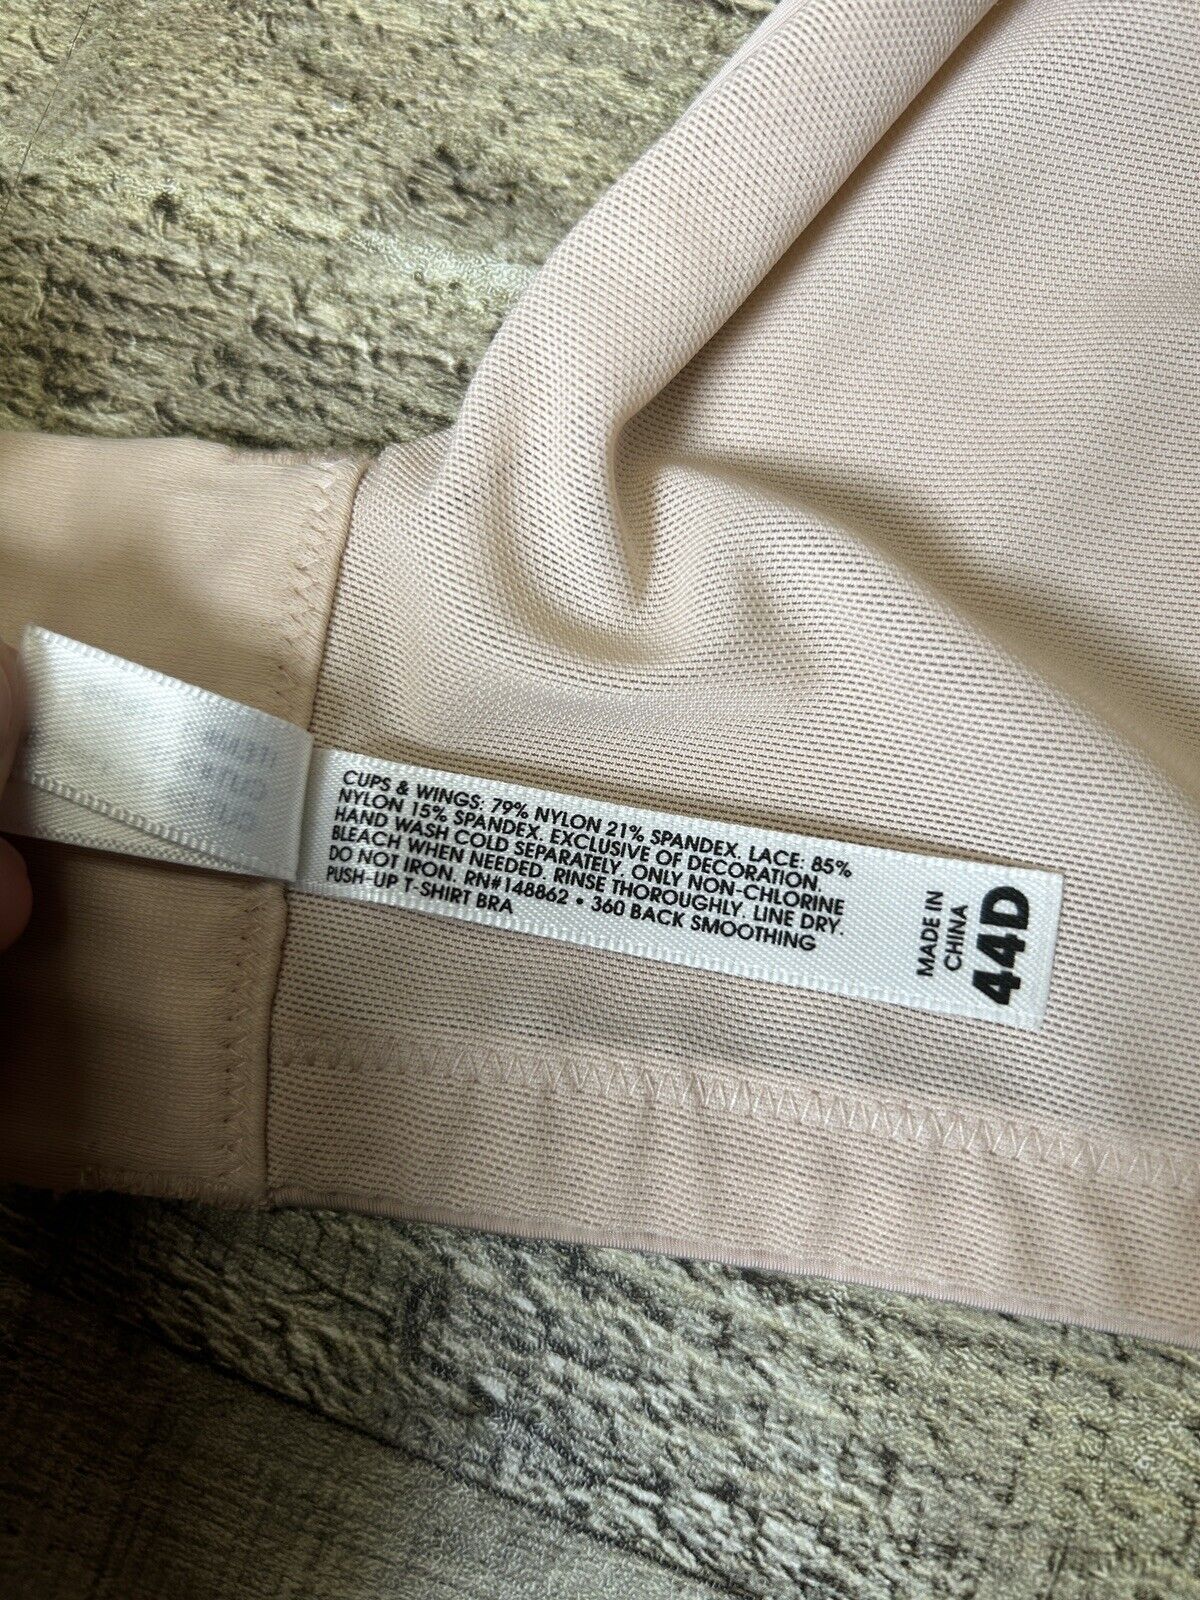 CUPS & WINGS: 79% NYLON 21% SPANDEX. LACE: 85%
NYLON 15% SPANDEX. EXCLUSIVE OF DECORATION.
HAND WASH COLD SEPARATELY. ONLY NON-CHLORINE
BLEACH WHEN NEEDED. RINSE THOROUGHLY. LINE DRY.
DO NOT IRON. RN#148862 • 360 BACK SMOOTHING
PUSH-UP T-SHIRT BRA
MADE IN
CHINA
44D